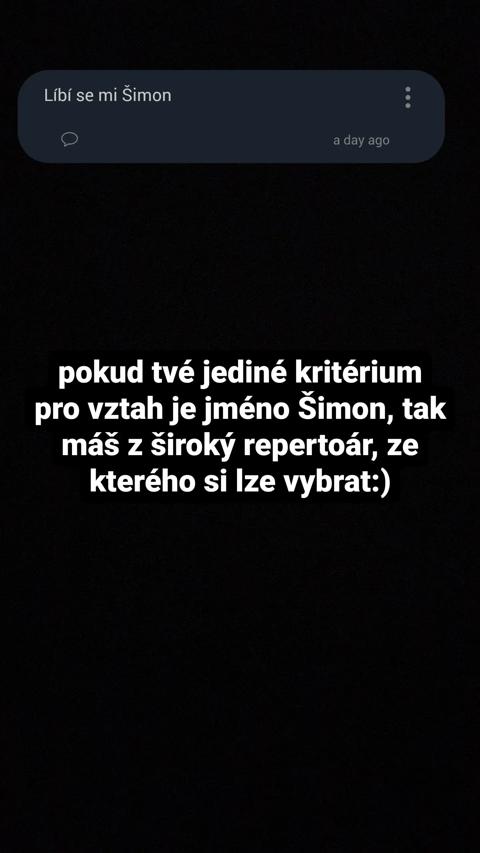 Líbí se mi Šimon
a day ago
pokud tvé jediné kritérium
pro vztah je jméno Šimon, tak
máš z široký repertoár, ze
kterého si lze vybrat:)